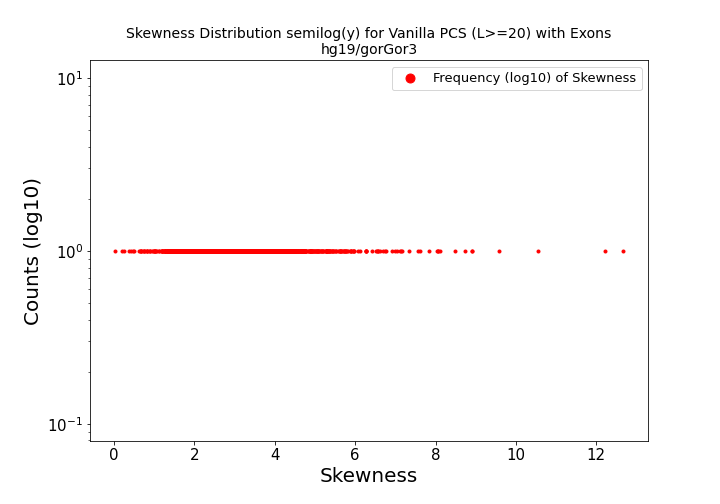 Skewness Distribution semilog(y) for Vanilla PCS (L>=20) with Exons
hg19/gorGor3
Frequency (log10) of Skewness
Counts (log10)
10¹
10⁰
10⁻¹
0 2 4 6 8 10 12
Skewness